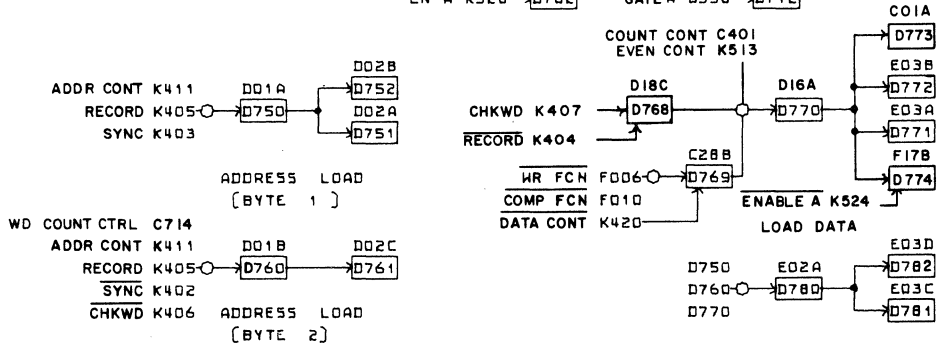 COUNT CONT C401
EVEN CONT K513
C01A
D773
E03B
D772
E03A
D771
F17B
D774
D18C
D768
D16A
D770
CHKWD K407
RECORD K404
C28B
D769
WR FCN F006
COMP FCN F010
DATA CONT K420
ENABLE A K524
LOAD DATA
ADDR CONT K411
RECORD K405
SYNC K403
D01A
D750
D02B
D752
D02A
D751
ADDRESS LOAD
[BYTE 1]
WD COUNT CTRL C714
ADDR CONT K411
RECORD K405
SYNC K402
CHKWD K406
D01B
D760
D02C
D761
ADDRESS LOAD
[BYTE 2]
D750
D760
D770
E02A
D780
E03D
D782
E03C
D781